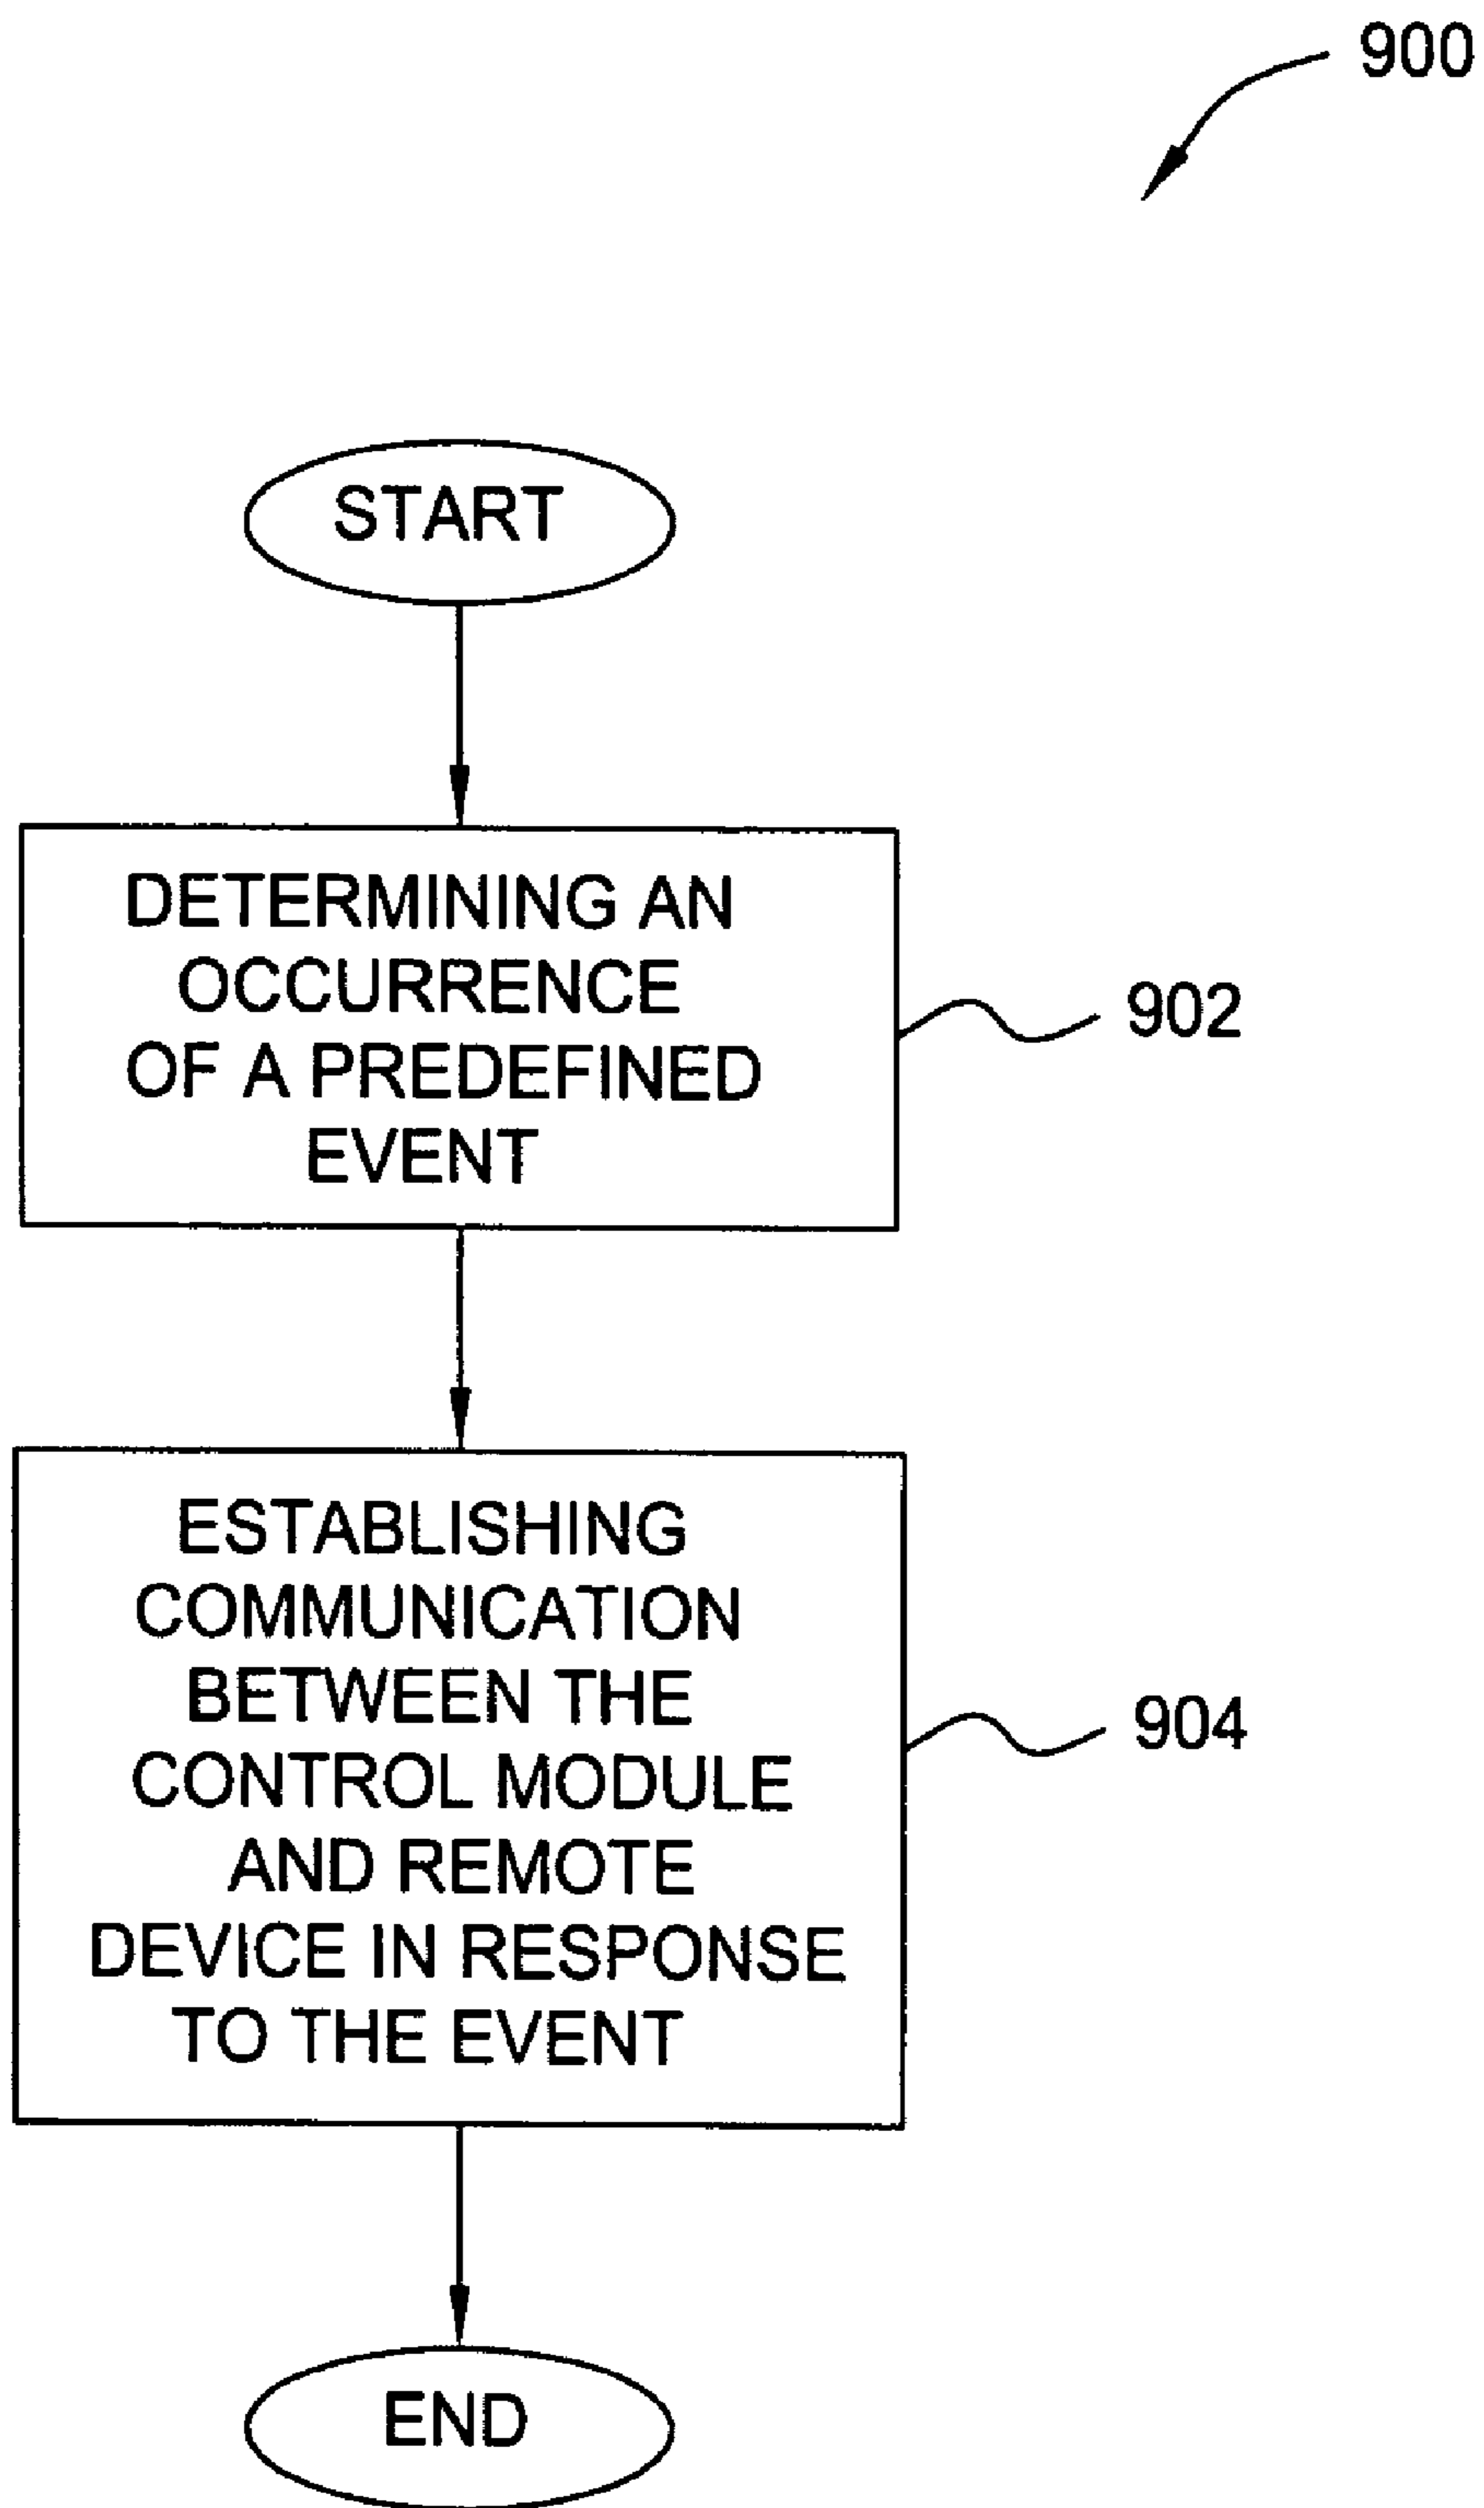 900
START
DETERMINING AN
OCCURRENCE
OF A PREDEFINED
EVENT
902
ESTABLISHING
COMMUNICATION
BETWEEN THE
CONTROL MODULE
AND REMOTE
DEVICE IN RESPONSE
TO THE EVENT
904
END